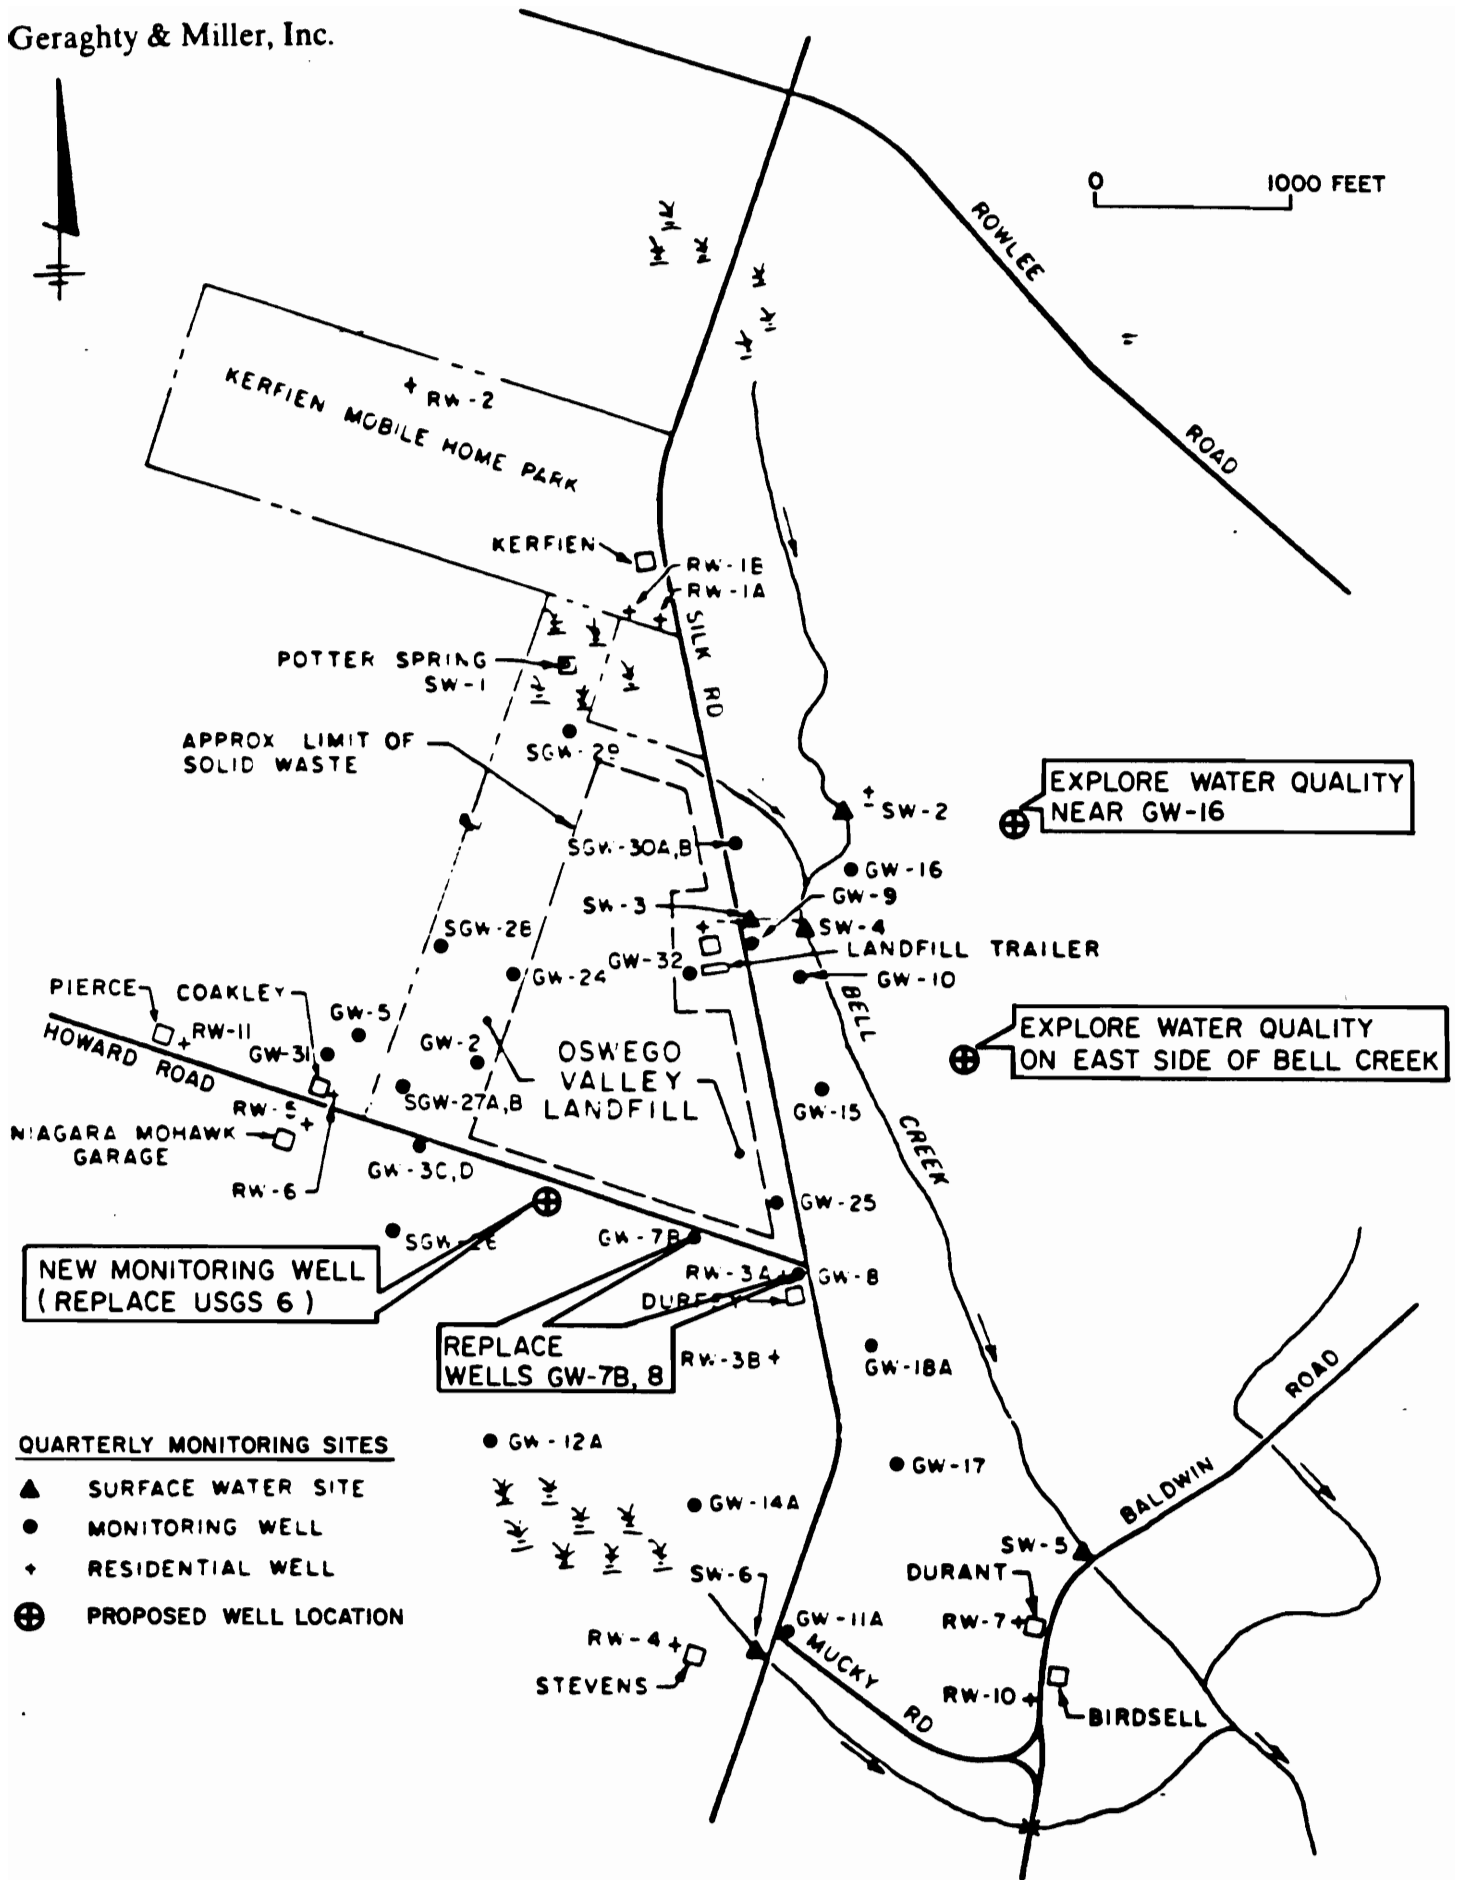 Geraghty & Miller, Inc.
0 1000 FEET
ROWLEE
ROAD
RW-2
KERFIEN MOBILE HOME PARK
KERFIEN
RW-1A
SILK RD
POTTER SPRING
SW-1
APPROX LIMIT OF
SOLID WASTE
EXPLORE WATER QUALITY
NEAR GW-16
SW-2
SGW-30A,B
GW-16
GW-9
SW-3
SW-4
LANDFILL TRAILER
GW-32
GW-24
GW-10
PIERCE
COAKLEY
GW-5
RW-11
GW-31
GW-2
HOWARD ROAD
BELL
CREEK
EXPLORE WATER QUALITY
ON EAST SIDE OF BELL CREEK
OSWEGO
VALLEY
LANDFILL
SGW-27A,B
GW-15
NIAGARA MOHAWK
GARAGE
GW-3C,D
RW-6
GW-25
GW-7B
NEW MONITORING WELL
(REPLACE USGS 6)
RW-3A
GW-8
REPLACE
WELLS GW-7B, 8
RW-3B
GW-18A
BALDWIN
ROAD
QUARTERLY MONITORING SITES
SURFACE WATER SITE
MONITORING WELL
RESIDENTIAL WELL
PROPOSED WELL LOCATION
GW-12A
GW-14A
GW-17
SW-5
SW-6
DURANT
GW-11A
RW-7
RW-4
STEVENS
MUCKY
RD
RW-10
BIRDSELL